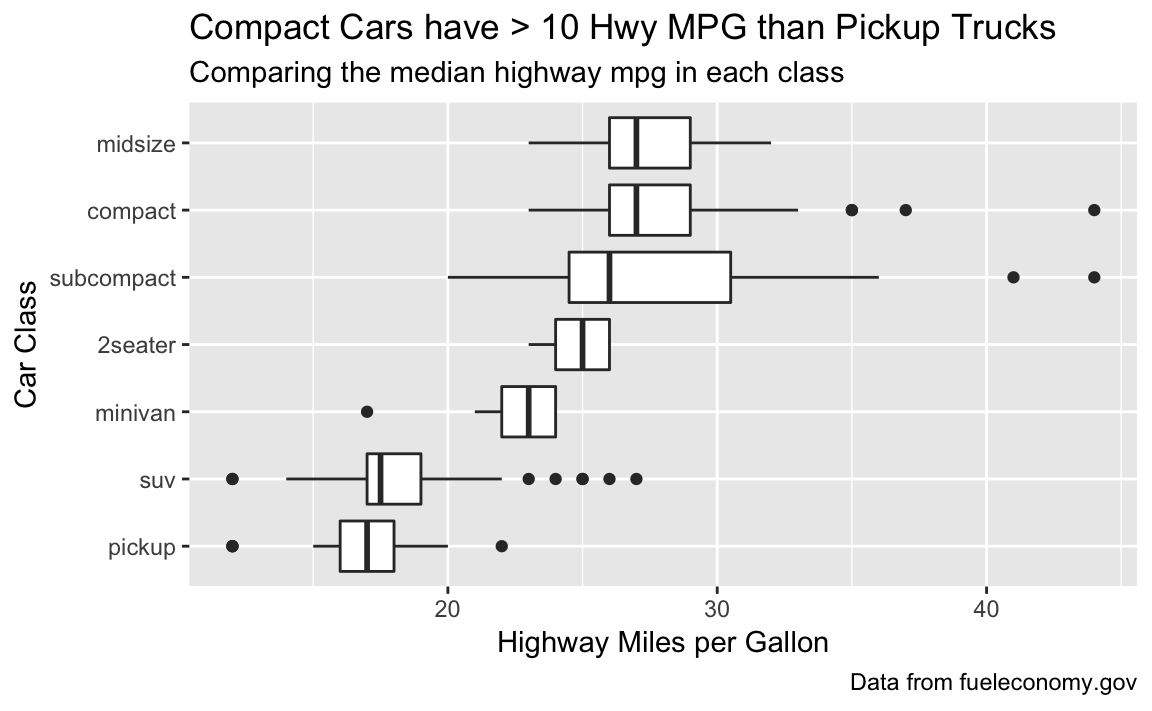 Compact Cars have > 10 Hwy MPG than Pickup Trucks
Comparing the median highway mpg in each class
Car Class
midsize
compact
subcompact
2seater
minivan
suv
pickup
20
30
40
Highway Miles per Gallon
Data from fueleconomy.gov